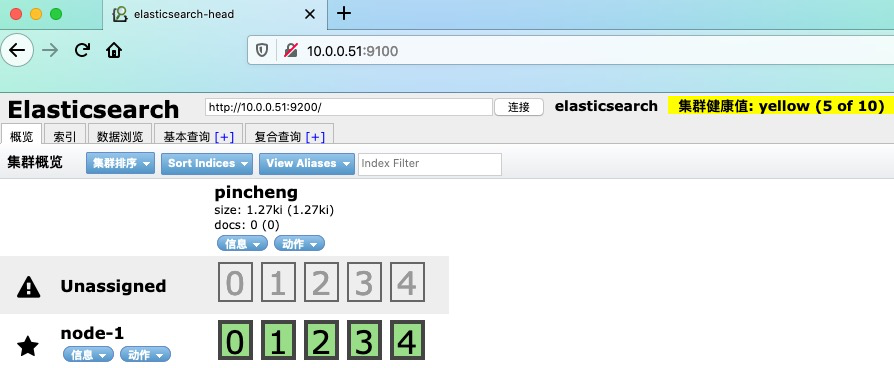 elasticsearch-head
10.0.0.51:9100
Elasticsearch http://10.0.0.51:9200/ 连接 elasticsearch 集群健康值: yellow (5 of 10)
概览 索引 数据浏览 基本查询 [+] 复合查询 [+]
集群概览 集群排序 Sort Indices View Aliases Index Filter
pincheng
size: 1.27ki (1.27ki)
docs: 0 (0)
信息 动作
Unassigned 0 1 2 3 4
node-1 0 1 2 3 4
信息 动作